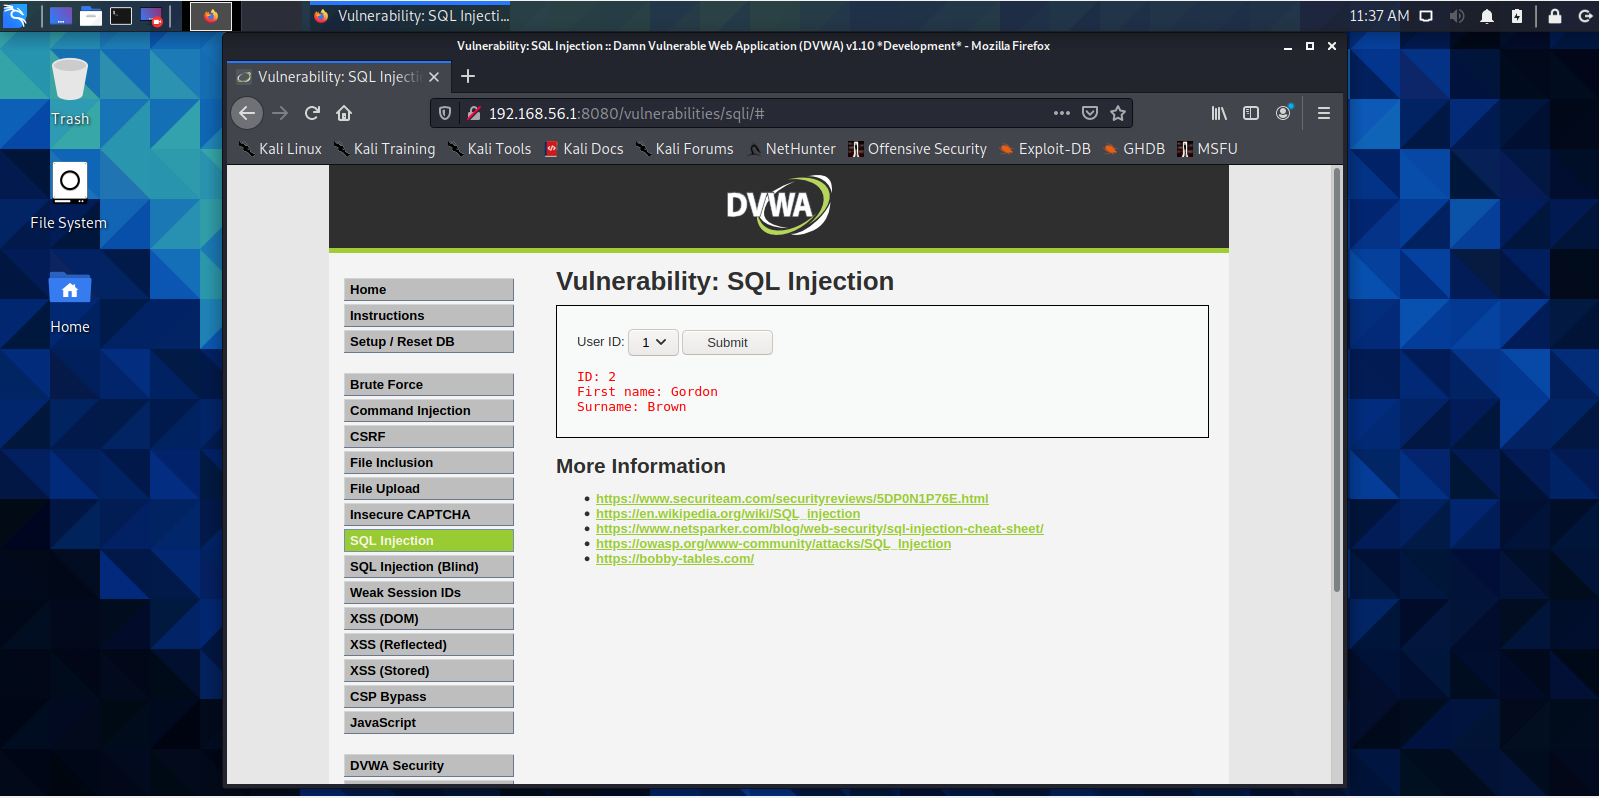 Vulnerability: SQL Injecti...
11:37 AM
Trash
File System
Home
Vulnerability: SQL Injection :: Damn Vulnerable Web Application (DVWA) v1.10 *Development* - Mozilla Firefox
Vulnerability: SQL Injecti
192.168.56.1:8080/vulnerabilities/sqli/#
Kali Linux Kali Training Kali Tools Kali Docs Kali Forums NetHunter Offensive Security Exploit-DB GHDB MSFU
DVWA
Home
Instructions
Setup / Reset DB
Brute Force
Command Injection
CSRF
File Inclusion
File Upload
Insecure CAPTCHA
SQL Injection
SQL Injection (Blind)
Weak Session IDs
XSS (DOM)
XSS (Reflected)
XSS (Stored)
CSP Bypass
JavaScript
DVWA Security
Vulnerability: SQL Injection
User ID: 1 Submit
ID: 2
First name: Gordon
Surname: Brown
More Information
https://www.securiteam.com/securityreviews/5DP0N1P76E.html
https://en.wikipedia.org/wiki/SQL_injection
https://www.netsparker.com/blog/web-security/sql-injection-cheat-sheet/
https://owasp.org/www-community/attacks/SQL_Injection
https://bobby-tables.com/